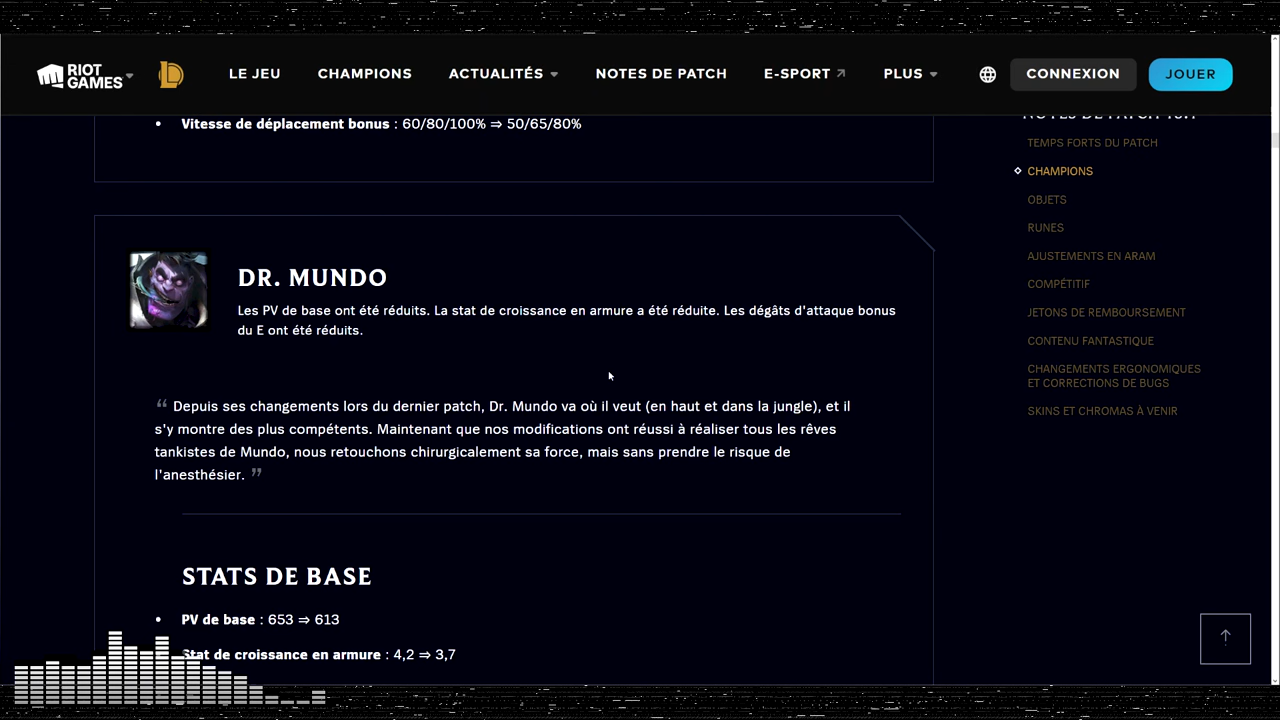 RIOT GAMES
LE JEU
CHAMPIONS
ACTUALITÉS
NOTES DE PATCH
E-SPORT
PLUS
CONNEXION
JOUER
• Vitesse de déplacement bonus : 60/80/100% ⇒ 50/65/80%
DR. MUNDO
Les PV de base ont été réduits. La stat de croissance en armure a été réduite. Les dégâts d'attaque bonus
du E ont été réduits.
“ Depuis ses changements lors du dernier patch, Dr. Mundo va où il veut (en haut et dans la jungle), et il
s'y montre des plus compétents. Maintenant que nos modifications ont réussi à réaliser tous les rêves
tankistes de Mundo, nous retouchons chirurgicalement sa force, mais sans prendre le risque de
l'anesthésier. ”
STATS DE BASE
• PV de base : 653 ⇒ 613
Stat de croissance en armure : 4,2 ⇒ 3,7
NOTES DE PATCH
TEMPS FORTS DU PATCH
CHAMPIONS
OBJETS
RUNES
AJUSTEMENTS EN ARAM
COMPÉTITIF
JETONS DE REMBOURSEMENT
CONTENU FANTASTIQUE
CHANGEMENTS ERGONOMIQUES
ET CORRECTIONS DE BUGS
SKINS ET CHROMAS À VENIR